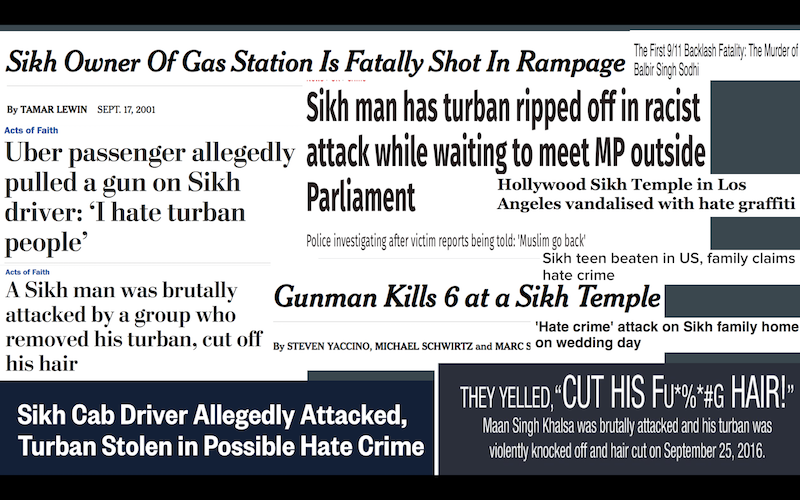 Sikh Owner Of Gas Station Is Fatally Shot In Rampage
By TAMAR LEWIN SEPT. 17, 2001
The First 9/11 Backlash Fatality: The Murder of
Balbir Singh Sodhi
Acts of Faith
Uber passenger allegedly
pulled a gun on Sikh
driver: ‘I hate turban
people’
Sikh man has turban ripped off in racist
attack while waiting to meet MP outside
Parliament
Police investigating after victim reports being told: 'Muslim go back'
Hollywood Sikh Temple in Los
Angeles vandalised with hate graffiti
Sikh teen beaten in US, family claims
hate crime
Acts of Faith
A Sikh man was brutally
attacked by a group who
removed his turban, cut off
his hair
Gunman Kills 6 at a Sikh Temple
By STEVEN YACCINO, MICHAEL SCHWIRTZ and MARC S
'Hate crime' attack on Sikh family home
on wedding day
Sikh Cab Driver Allegedly Attacked,
Turban Stolen in Possible Hate Crime
THEY YELLED, “CUT HIS FU*%*#G HAIR!”
Maan Singh Khalsa was brutally attacked and his turban was
violently knocked off and hair cut on September 25, 2016.